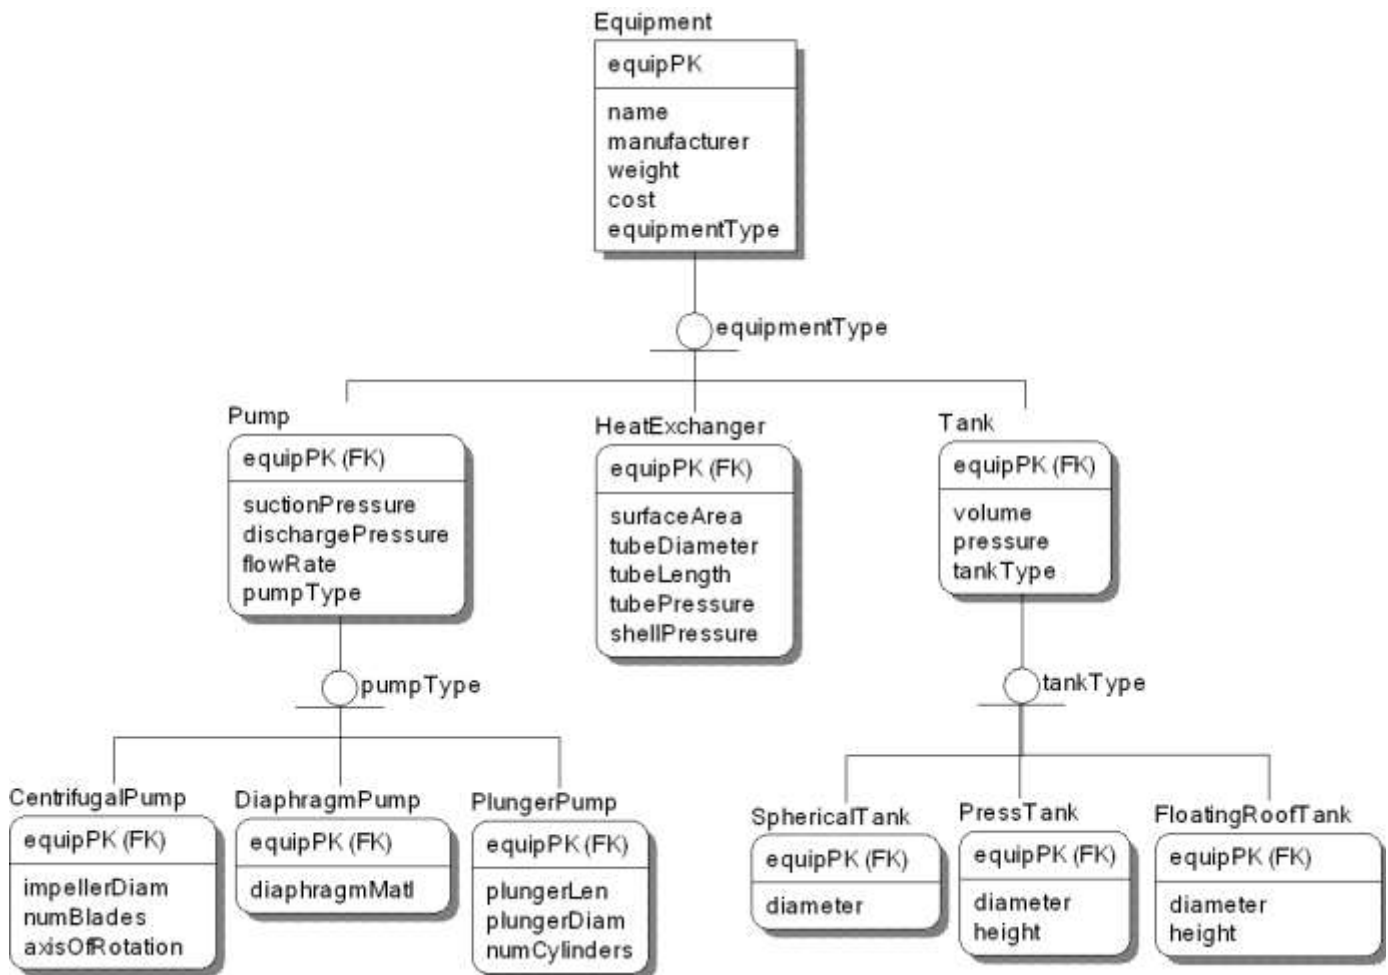 Equipment
equipPK
name
manufacturer
weight
cost
equipmentType
equipmentType
Pump
equipPK (FK)
suctionPressure
dischargePressure
flowRate
pumpType
HeatExchanger
equipPK (FK)
surfaceArea
tubeDiameter
tubeLength
tubePressure
shellPressure
Tank
equipPK (FK)
volume
pressure
tankType
pumpType
tankType
CentrifugalPump
equipPK (FK)
impellerDiam
numBlades
axisOfRotation
DiaphragmPump
equipPK (FK)
diaphragmMatl
PlungerPump
equipPK (FK)
plungerLen
plungerDiam
numCylinders
SphericalTank
equipPK (FK)
diameter
PressTank
equipPK (FK)
diameter
height
FloatingRoofTank
equipPK (FK)
diameter
height